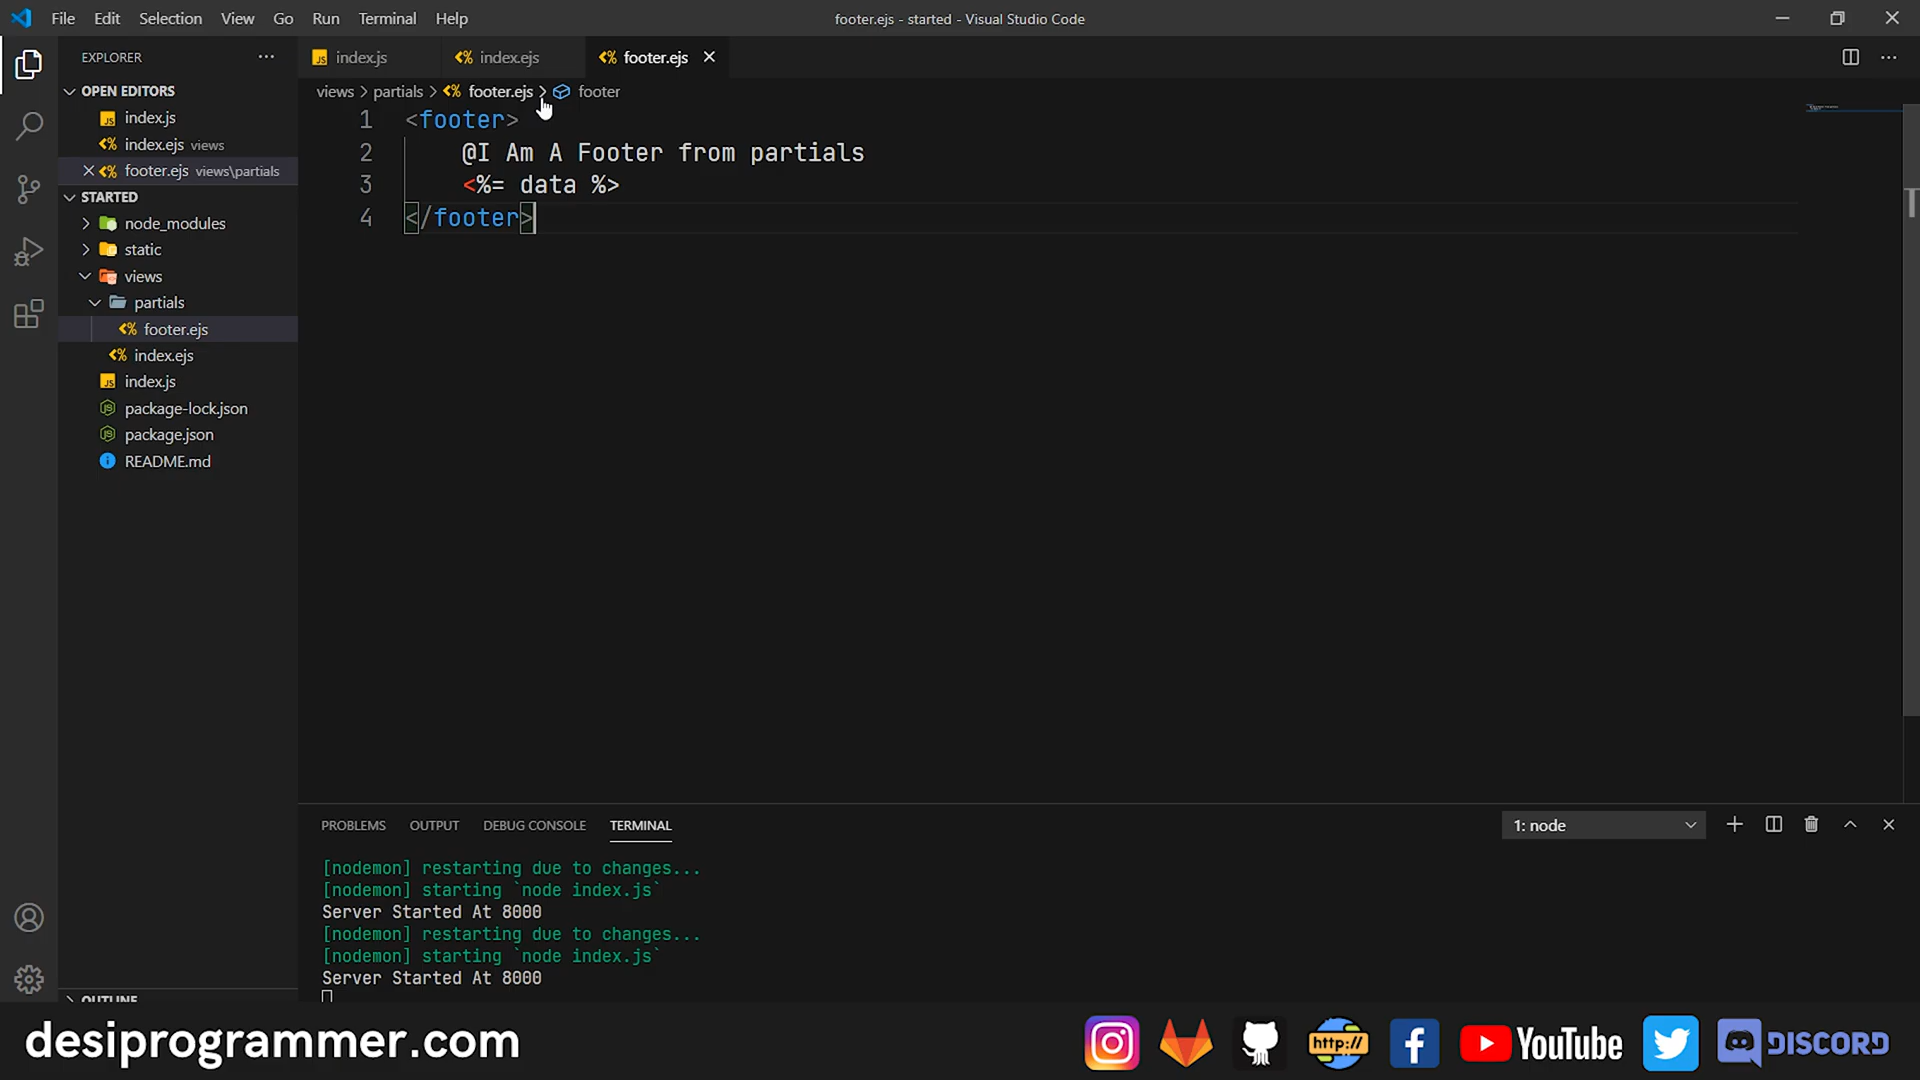 File Edit Selection View Go Run Terminal Help
footer.ejs - started - Visual Studio Code
EXPLORER
OPEN EDITORS
index.js
index.ejs views
footer.ejs views\partials
STARTED
node_modules
static
views
partials
footer.ejs
index.ejs
index.js
package-lock.json
package.json
README.md
OUTLINE
index.js index.ejs footer.ejs
views > partials > footer.ejs > footer
1 <footer>
2 @I Am A Footer from partials
3 <%= data %>
4 </footer>
PROBLEMS OUTPUT DEBUG CONSOLE TERMINAL
1: node
[nodemon] restarting due to changes...
[nodemon] starting `node index.js`
Server Started At 8000
[nodemon] restarting due to changes...
[nodemon] starting `node index.js`
Server Started At 8000
desiprogrammer.com
http://
YouTube
DISCORD